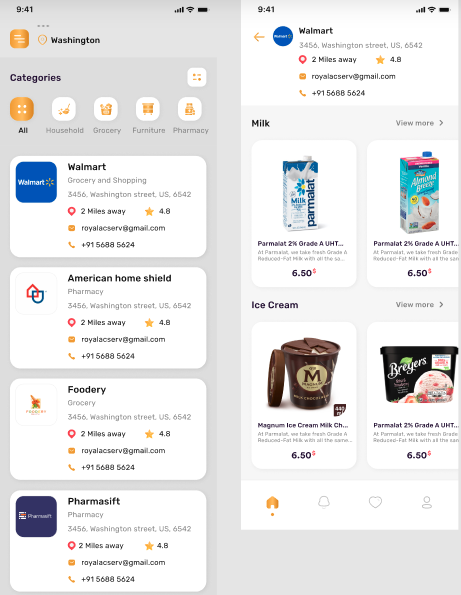 9:41
Washington
Categories
All
Household
Grocery
Furniture
Pharmacy
Walmart
Walmart
Grocery and Shopping
3456, Washington street, US, 6542
2 Miles away
4.8
royalacserv@gmail.com
+91 5688 5624
American home shield
Pharmacy
3456, Washington street, US, 6542
2 Miles away
4.8
royalacserv@gmail.com
+91 5688 5624
FOODERY
Foodery
Grocery
3456, Washington street, US, 6542
2 Miles away
4.8
royalacserv@gmail.com
+91 5688 5624
Pharmasift
Pharmasift
Pharmacy
3456, Washington street, US, 6542
2 Miles away
4.8
royalacserv@gmail.com
+91 5688 5624
9:41
Walmart
Walmart
3456, Washington street, US, 6542
2 Miles away
4.8
royalacserv@gmail.com
+91 5688 5624
Milk
View more
Milk
parmalat
Almond
breeze
Parmalat 2% Grade A UHT...
At Parmalat, we take fresh Grade A
Reduced-Fat Milk with all the sa...
6.50$
Parmalat 2% Grade A UHT...
At Parmalat, we take fresh Grade A
Reduced-Fat Milk with all the san
6.50$
Ice Cream
View more
M
MAGNUM
440
Breyers
Magnum Ice Cream Milk Ch...
At Parmalat, we take fresh Grade A
Reduced-Fat Milk with all the same...
6.50$
Parmalat 2% Grade A UHT...
At Parmalat, we take fresh Grade A
Reduced-Fat Milk with all the san
6.50$